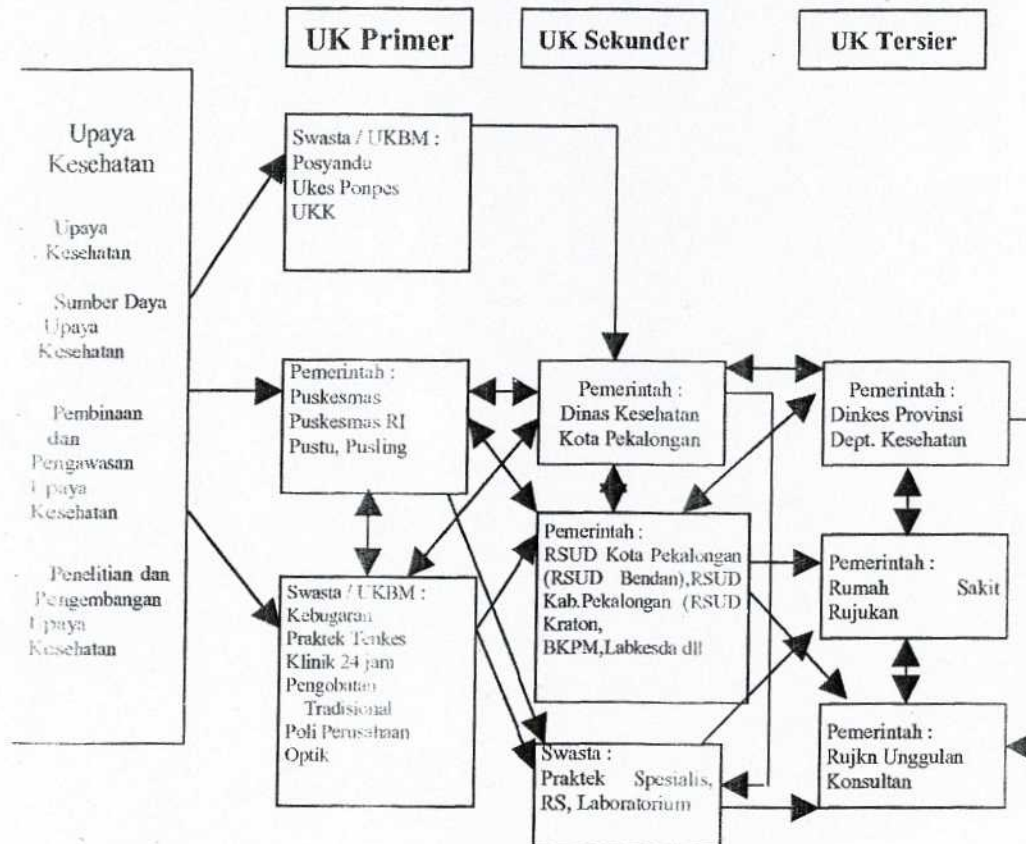 UK Primer
UK Sekunder
UK Tersier
Upaya
Kesehatan
Upaya
Kesehatan
Sumber Daya
Upaya
Kesehatan
Pembinaan
dan
Pengawasan
Upaya
Kesehatan
Penelitian dan
Pengembangan
Upaya
Kesehatan
Swasta / UKBM :
Posyandu
Ukes Ponpes
UKK
Pemerintah :
Puskesmas
Puskesmas RI
Pustu, Pusling
Swasta / UKBM :
Kebugaran
Praktek Tenkes
Klinik 24 jam
Pengobatan
Tradisional
Poli Perusahaan
Optik
Pemerintah :
Dinas Kesehatan
Kota Pekalongan
Pemerintah :
RSUD Kota Pekalongan
(RSUD Bendan),RSUD
Kab.Pekalongan (RSUD
Kraton,
BKPM,Labkesda dll
Swasta :
Praktek Spesialis,
RS, Laboratorium
Pemerintah :
Dinkes Provinsi
Dept. Kesehatan
Pemerintah :
Rumah Sakit
Rujukan
Pemerintah :
Rujkn Unggulan
Konsultan